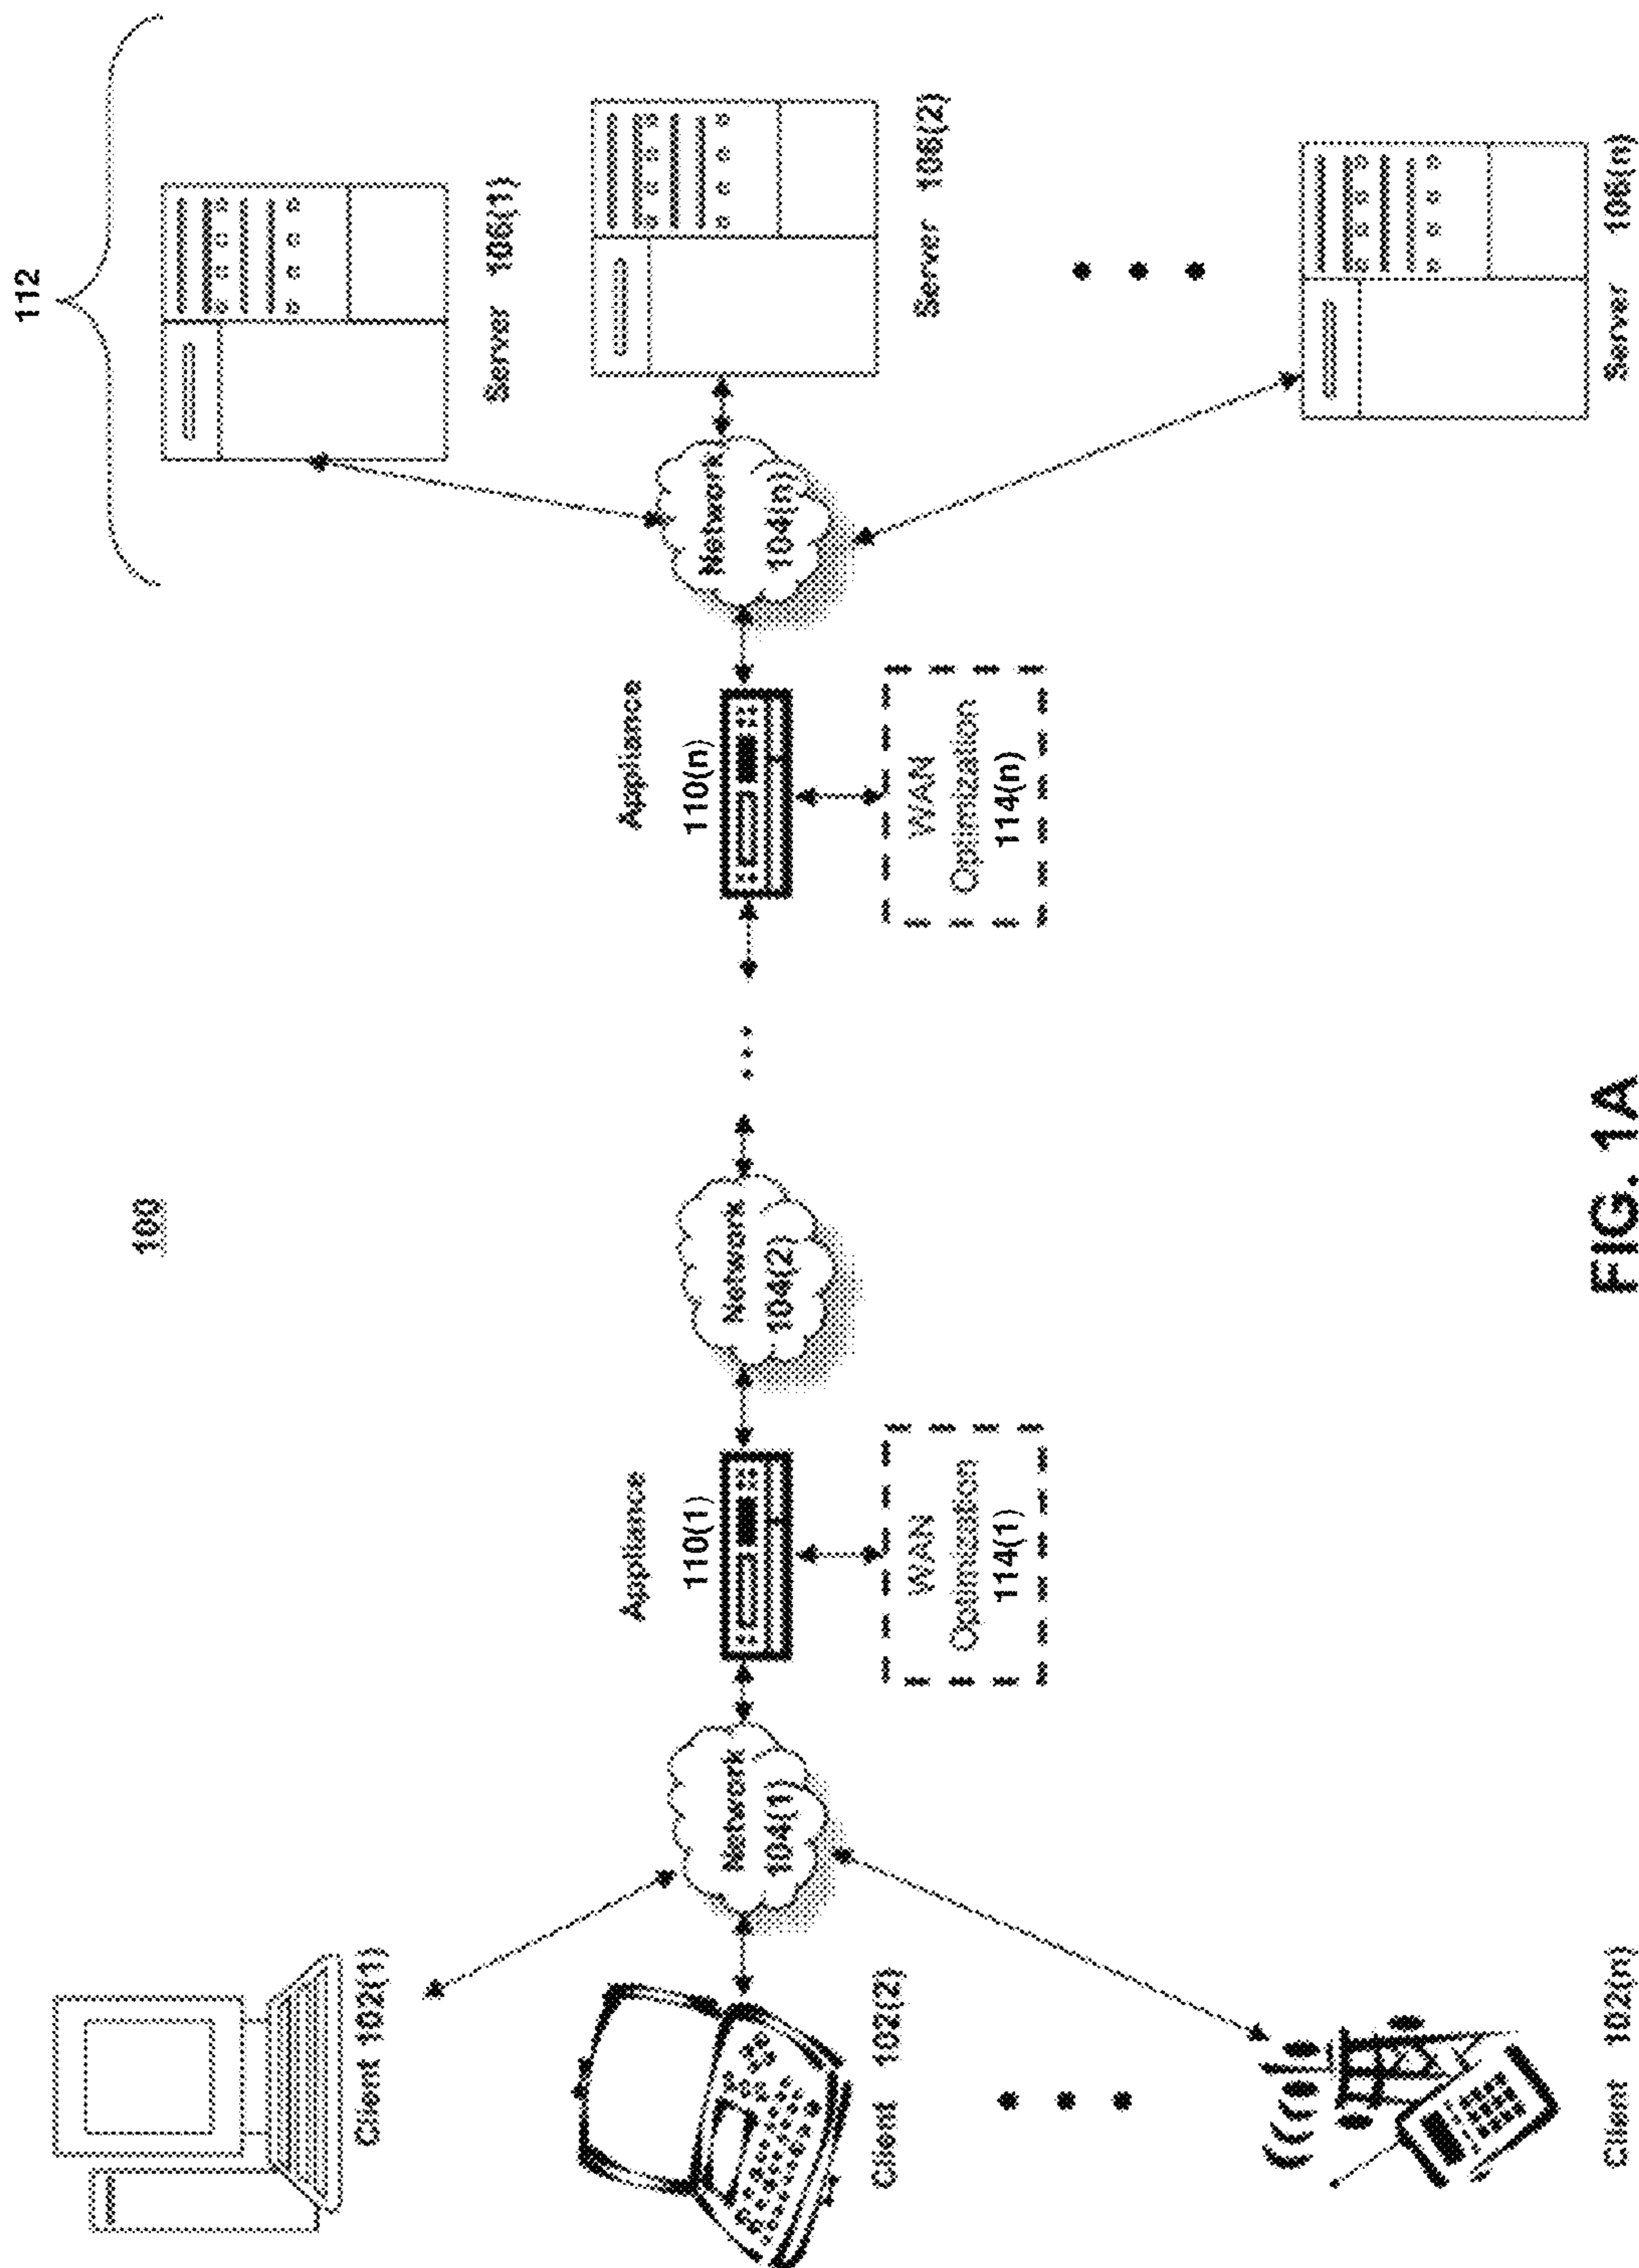 100
112
Client 102(1)
Client 102(2)
Client 102(n)
Network
104(1)
Appliance
110(1)
WAN
Optimization
114(1)
Network
104(2)
...
Appliance
110(n)
WAN
Optimization
114(n)
Network
104(n)
Server 106(1)
Server 106(2)
Server 106(n)
FIG. 1A